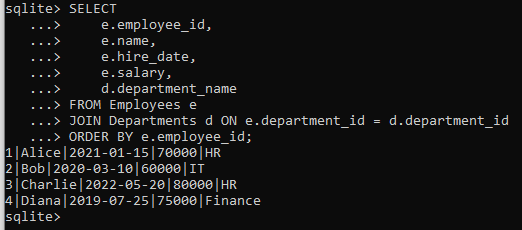 sqlite> SELECT
   ...>     e.employee_id,
   ...>     e.name,
   ...>     e.hire_date,
   ...>     e.salary,
   ...>     d.department_name
   ...> FROM Employees e
   ...> JOIN Departments d ON e.department_id = d.department_id
   ...> ORDER BY e.employee_id;
1|Alice|2021-01-15|70000|HR
2|Bob|2020-03-10|60000|IT
3|Charlie|2022-05-20|80000|HR
4|Diana|2019-07-25|75000|Finance
sqlite>